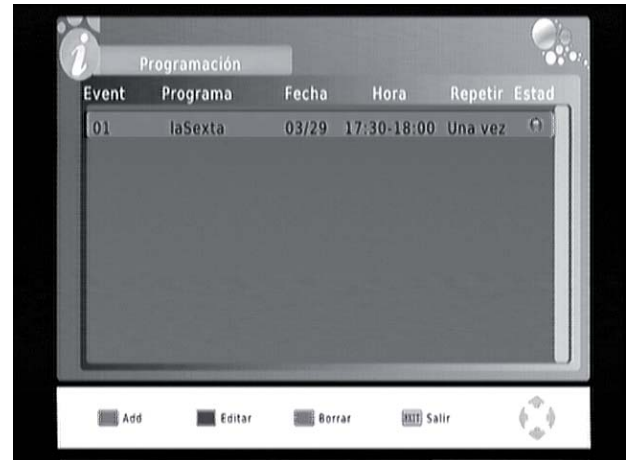 Programación
Event Programa Fecha Hora Repetir Estad
01 laSexta 03/29 17:30-18:00 Una vez
Add Editar Borrar EXIT Salir